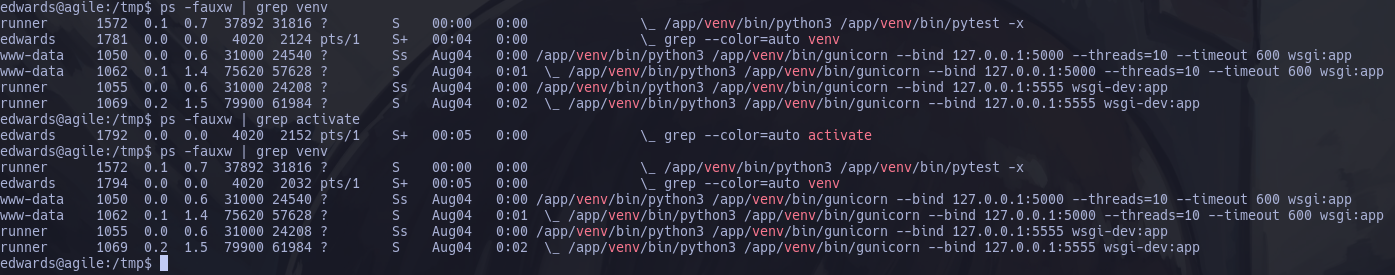 edwards@agile:/tmp$ ps -fauxw | grep venv
runner      1572  0.1  0.7  37892 31816 ?        S    00:00   0:00              \_ /app/venv/bin/python3 /app/venv/bin/pytest -x
edwards     1781  0.0  0.0   4020  2124 pts/1    S+   00:04   0:00              \_ grep --color=auto venv
www-data    1050  0.0  0.6  31000 24540 ?        Ss   Aug04   0:00 /app/venv/bin/python3 /app/venv/bin/gunicorn --bind 127.0.0.1:5000 --threads=10 --timeout 600 wsgi:app
www-data    1062  0.1  1.4  75620 57628 ?        S    Aug04   0:01  \_ /app/venv/bin/python3 /app/venv/bin/gunicorn --bind 127.0.0.1:5000 --threads=10 --timeout 600 wsgi:app
runner      1055  0.0  0.6  31000 24208 ?        Ss   Aug04   0:00 /app/venv/bin/python3 /app/venv/bin/gunicorn --bind 127.0.0.1:5555 wsgi-dev:app
runner      1069  0.2  1.5  79900 61984 ?        S    Aug04   0:02  \_ /app/venv/bin/python3 /app/venv/bin/gunicorn --bind 127.0.0.1:5555 wsgi-dev:app
edwards@agile:/tmp$ ps -fauxw | grep activate
edwards     1792  0.0  0.0   4020  2152 pts/1    S+   00:05   0:00              \_ grep --color=auto activate
edwards@agile:/tmp$ ps -fauxw | grep venv
runner      1572  0.1  0.7  37892 31816 ?        S    00:00   0:00              \_ /app/venv/bin/python3 /app/venv/bin/pytest -x
edwards     1794  0.0  0.0   4020  2032 pts/1    S+   00:05   0:00              \_ grep --color=auto venv
www-data    1050  0.0  0.6  31000 24540 ?        Ss   Aug04   0:00 /app/venv/bin/python3 /app/venv/bin/gunicorn --bind 127.0.0.1:5000 --threads=10 --timeout 600 wsgi:app
www-data    1062  0.1  1.4  75620 57628 ?        S    Aug04   0:01  \_ /app/venv/bin/python3 /app/venv/bin/gunicorn --bind 127.0.0.1:5000 --threads=10 --timeout 600 wsgi:app
runner      1055  0.0  0.6  31000 24208 ?        Ss   Aug04   0:00 /app/venv/bin/python3 /app/venv/bin/gunicorn --bind 127.0.0.1:5555 wsgi-dev:app
runner      1069  0.2  1.5  79900 61984 ?        S    Aug04   0:02  \_ /app/venv/bin/python3 /app/venv/bin/gunicorn --bind 127.0.0.1:5555 wsgi-dev:app
edwards@agile:/tmp$